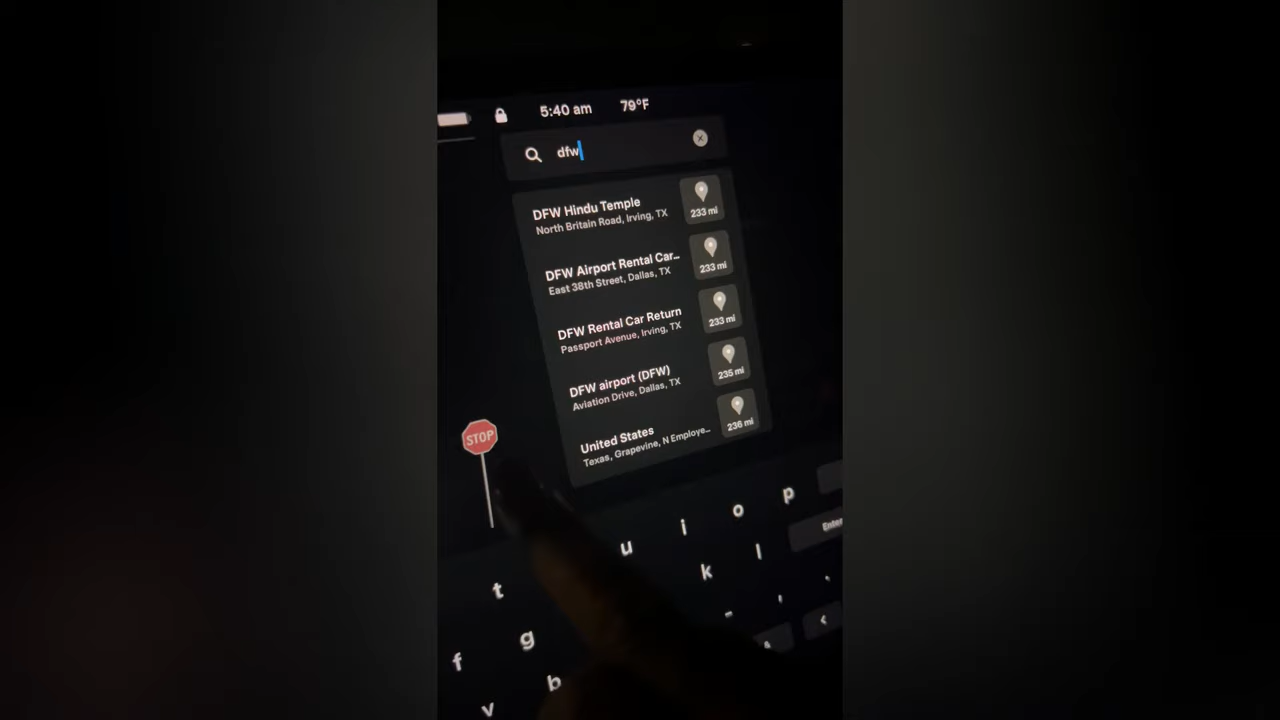 5:40 am 79°F
dfw
DFW Hindu Temple
North Britain Road, Irving, TX
233 mi
DFW Airport Rental Car...
East 38th Street, Dallas, TX
233 mi
DFW Rental Car Return
Passport Avenue, Irving, TX
233 mi
DFW airport (DFW)
Aviation Drive, Dallas, TX
235 mi
United States
Texas, Grapevine, N Employe...
236 mi
STOP
t u i o p
f g k l Enter
v b - , .
<